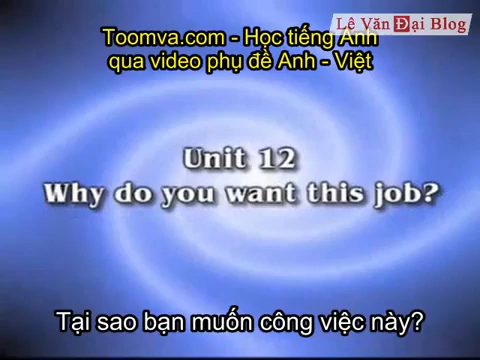 Lê Văn Đại Blog
Toomva.com - Học tiếng Anh
qua video phụ đề Anh - Việt
Unit 12
Why do you want this job?
Tại sao bạn muốn công việc này?